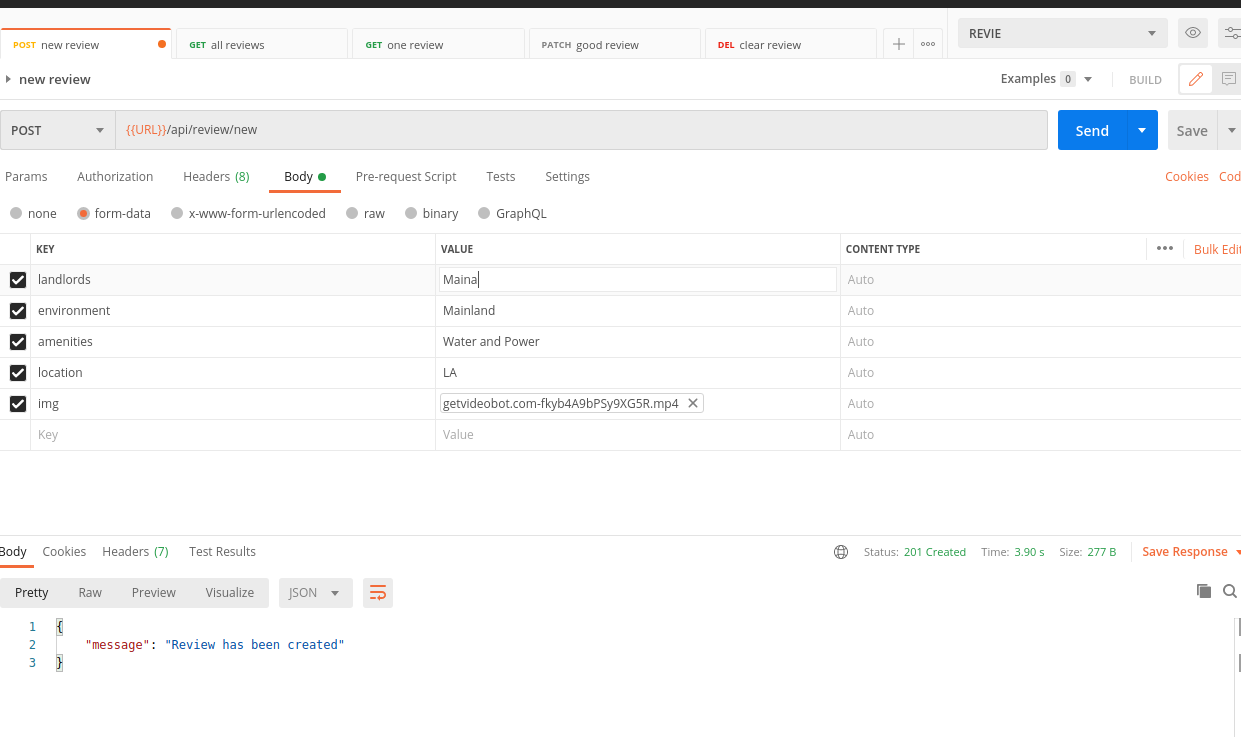 POST new review GET all reviews GET one review PATCH good review DEL clear review REVIE
new review Examples 0 BUILD
POST {{URL}}/api/review/new Send Save
Params Authorization Headers (8) Body Pre-request Script Tests Settings Cookies Cod
none form-data x-www-form-urlencoded raw binary GraphQL
KEY VALUE CONTENT TYPE Bulk Edit
landlords Maina Auto
environment Mainland Auto
amenities Water and Power Auto
location LA Auto
img getvideobot.com-fkyb4A9bPSy9XG5R.mp4 Auto
Key Value Auto
Body Cookies Headers (7) Test Results Status: 201 Created Time: 3.90 s Size: 277 B Save Response
Pretty Raw Preview Visualize JSON
1 {
2 "message": "Review has been created"
3 }